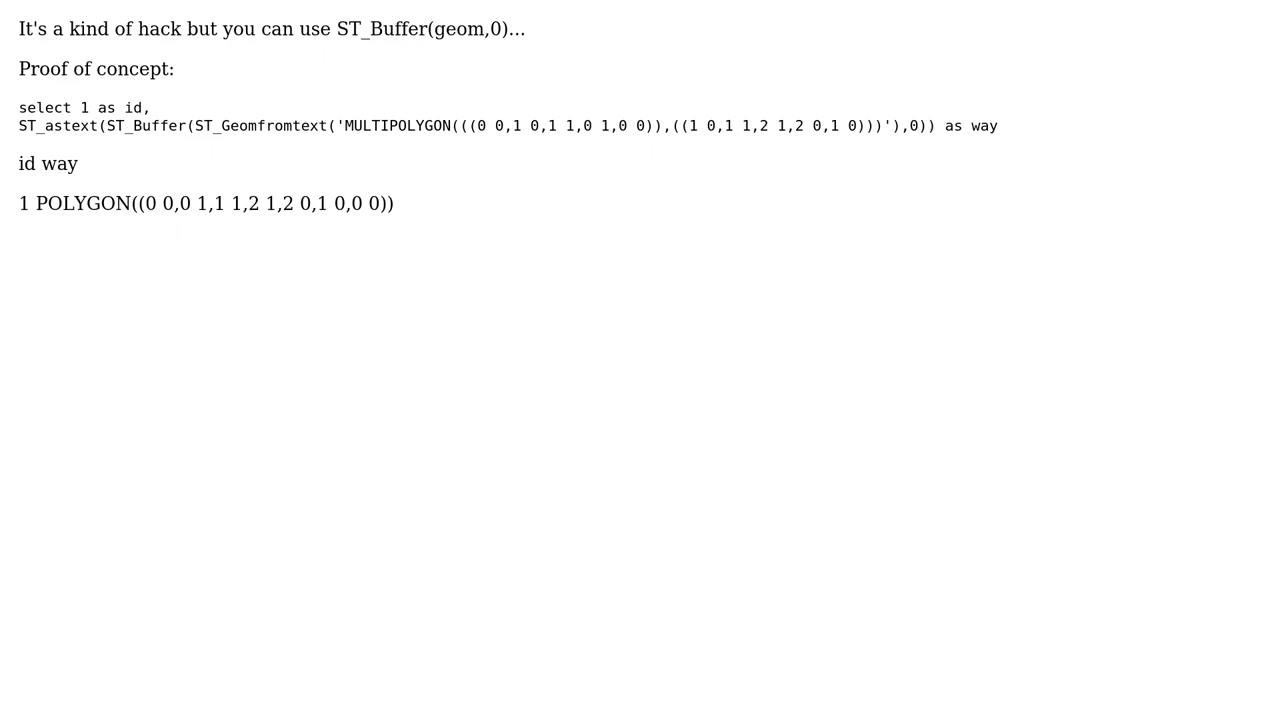 It's a kind of hack but you can use ST_Buffer(geom,0)...
Proof of concept:
select 1 as id,
ST_astext(ST_Buffer(ST_Geomfromtext('MULTIPOLYGON(((0 0,1 0,1 1,0 1,0 0)),((1 0,1 1,2 1,2 0,1 0)))'),0)) as way
id way
1 POLYGON((0 0,0 1,1 1,2 1,2 0,1 0,0 0))